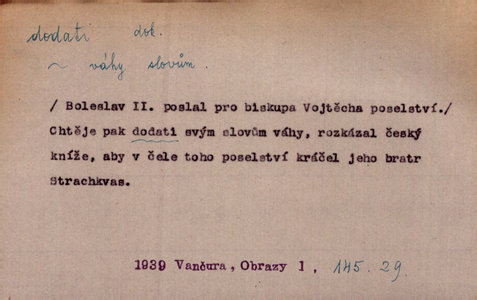 dodati dok.
~ váhy slovům.
/ Boleslav II. poslal pro biskupa Vojtěcha poselství./
Chtěje pak dodati svým slovům váhy, rozkázal český
kníže, aby v čele toho poselství kráčel jeho bratr
Strachkvas.
1939 Vančura, Obrazy 1, 145.29.